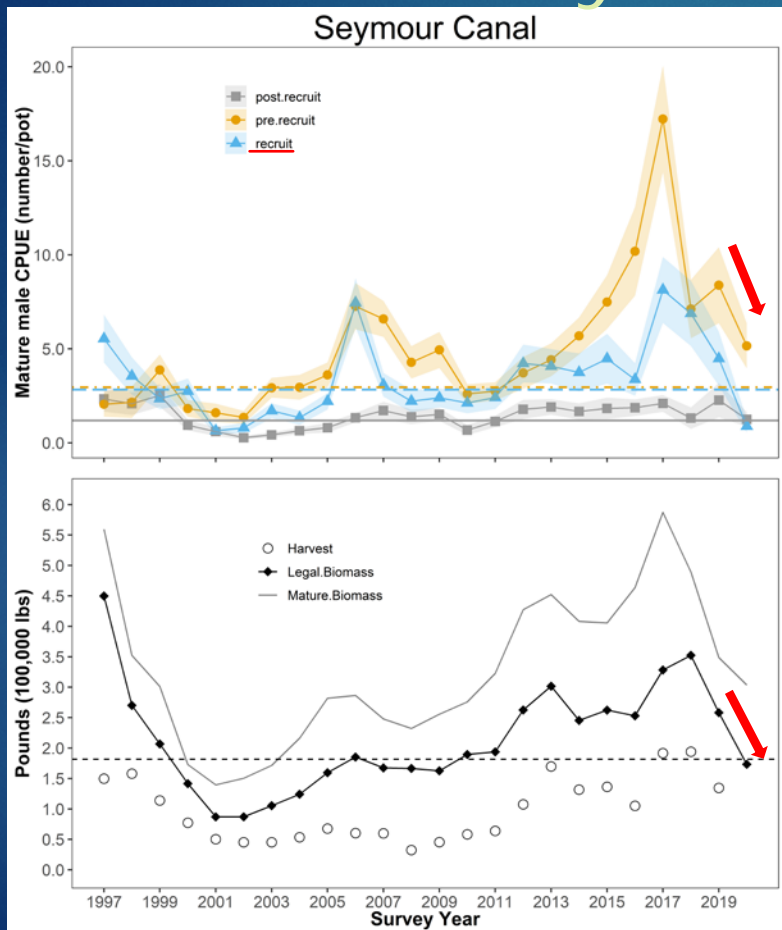 Seymour Canal
Mature male CPUE (number/pot)
20.0
15.0
10.0
5.0
0.0
post.recruit
pre.recruit
recruit
Pounds (100,000 lbs)
6.0
5.5
5.0
4.5
4.0
3.5
3.0
2.5
2.0
1.5
1.0
0.5
0.0
Harvest
Legal.Biomass
Mature.Biomass
1997 1999 2001 2003 2005 2007 2009 2011 2013 2015 2017 2019
Survey Year